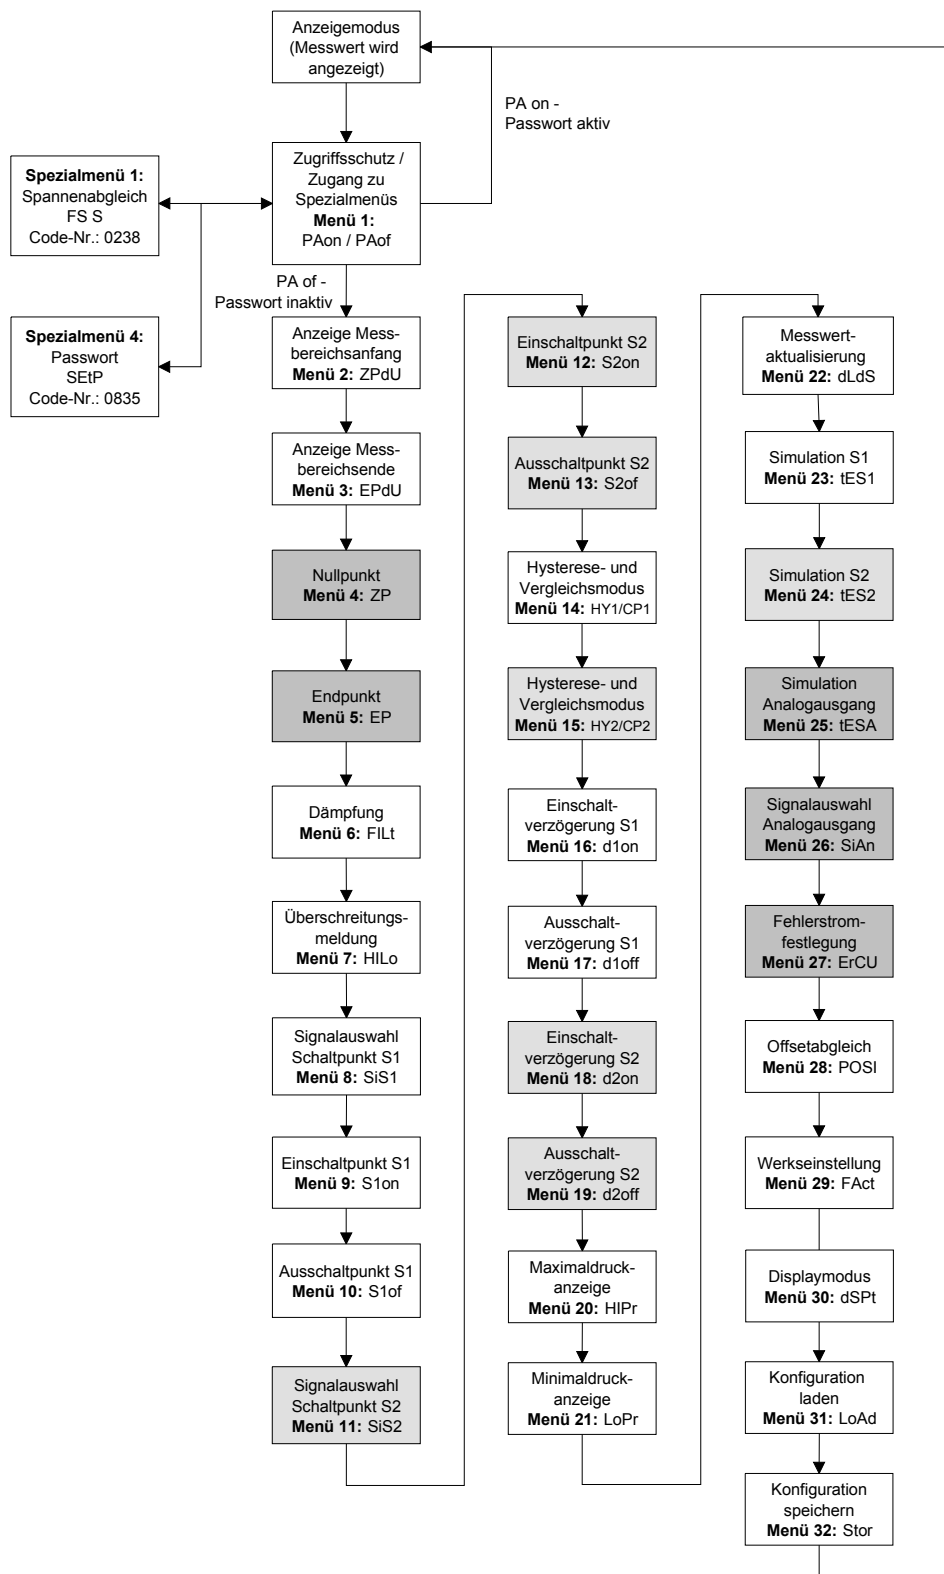 Anzeigemodus
(Messwert wird
angezeigt)
PA on -
Passwort aktiv
Zugriffsschutz /
Zugang zu
Spezialmenüs
Menü 1:
PAon / PAof
Spezialmenü 1:
Spannenabgleich
FS S
Code-Nr.: 0238
PA of -
Passwort inaktiv
Spezialmenü 4:
Passwort
SEtP
Code-Nr.: 0835
Anzeige Mess-
bereichsanfang
Menü 2: ZPdU
Anzeige Mess-
bereichsende
Menü 3: EPdU
Nullpunkt
Menü 4: ZP
Endpunkt
Menü 5: EP
Dämpfung
Menü 6: FILt
Überschreitungs-
meldung
Menü 7: HILo
Signalauswahl
Schaltpunkt S1
Menü 8: SiS1
Einschaltpunkt S1
Menü 9: S1on
Ausschaltpunkt S1
Menü 10: S1of
Signalauswahl
Schaltpunkt S2
Menü 11: SiS2
Einschaltpunkt S2
Menü 12: S2on
Ausschaltpunkt S2
Menü 13: S2of
Hysterese- und
Vergleichsmodus
Menü 14: HY1/CP1
Hysterese- und
Vergleichsmodus
Menü 15: HY2/CP2
Einschalt-
verzögerung S1
Menü 16: d1on
Ausschalt-
verzögerung S1
Menü 17: d1off
Einschalt-
verzögerung S2
Menü 18: d2on
Ausschalt-
verzögerung S2
Menü 19: d2off
Maximaldruck-
anzeige
Menü 20: HIPr
Minimaldruck-
anzeige
Menü 21: LoPr
Messwert-
aktualisierung
Menü 22: dLdS
Simulation S1
Menü 23: tES1
Simulation S2
Menü 24: tES2
Simulation
Analogausgang
Menü 25: tESA
Signalauswahl
Analogausgang
Menü 26: SiAn
Fehlerstrom-
festlegung
Menü 27: ErCU
Offsetabgleich
Menü 28: POSI
Werkseinstellung
Menü 29: FAct
Displaymodus
Menü 30: dSPt
Konfiguration
laden
Menü 31: LoAd
Konfiguration
speichern
Menü 32: Stor